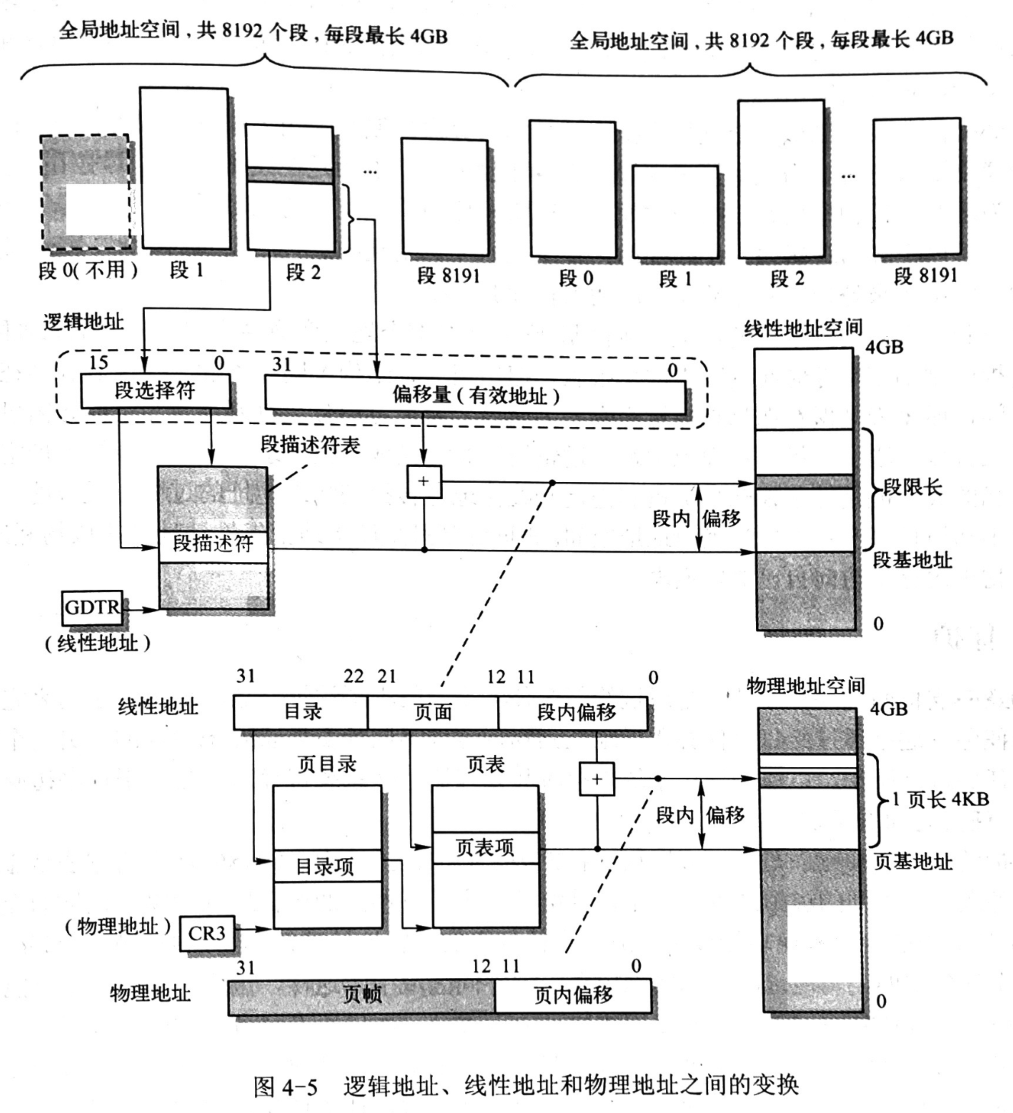 全局地址空间，共 8192 个段，每段最长 4GB
全局地址空间，共 8192 个段，每段最长 4GB
...
...
段 0(不用)
段 1
段 2
段 8191
段 0
段 1
段 2
段 8191
逻辑地址
线性地址空间
4GB
15
0
31
0
段选择符
偏移量(有效地址)
段描述符表
+
段限长
段内
偏移
段描述符
段基地址
GDTR
(线性地址)
0
31
22
21
12
11
0
物理地址空间
线性地址
目录
页面
段内偏移
4GB
页目录
页表
+
1 页长 4KB
段内
偏移
页表项
目录项
页基地址
(物理地址)
CR3
31
12
11
0
物理地址
页帧
页内偏移
0
图 4-5 逻辑地址、线性地址和物理地址之间的变换